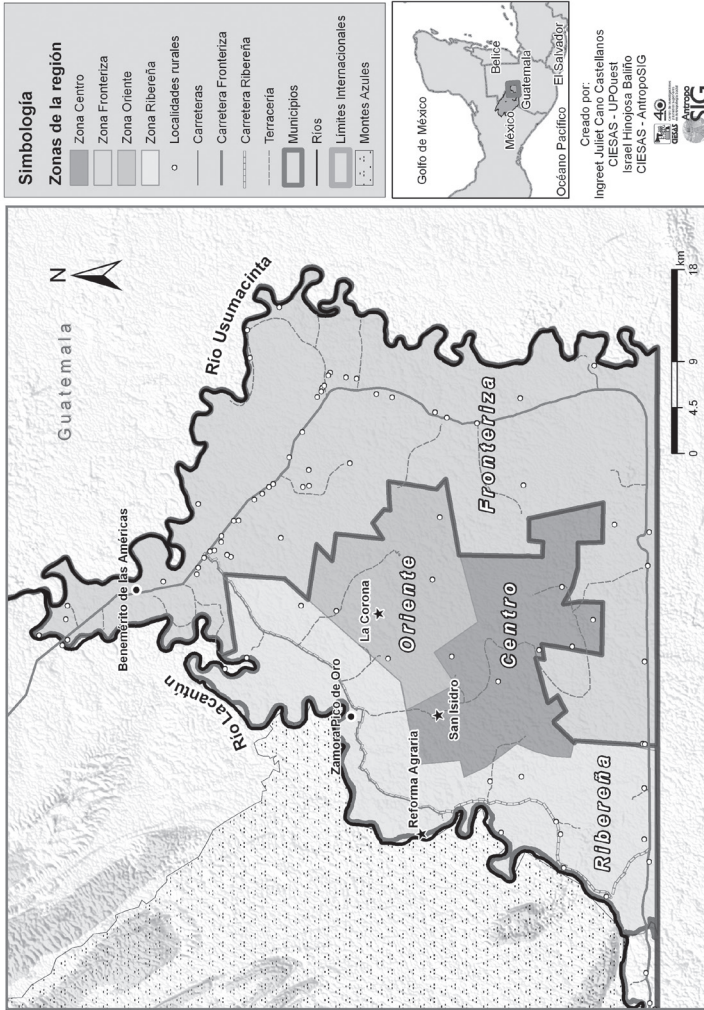 Simbología
Zonas de la región
Zona Centro
Zona Fronteriza
Zona Oriente
Zona Ribereña
Localidades rurales
Carreteras
Carretera Fronteriza
Carretera Ribereña
Terracería
Municipios
Ríos
Límites Internacionales
Montes Azules
Golfo de México
Belice
México
Guatemala
El Salvador
Océano Pacífico
Creado por:
Ingreet Juliet Cano Castellanos
CIESAS - UPOuest
Israel Hinojosa Baliño
CIESAS - AntropoSIG
CIESAS
40
Antropo
SIG
N
Guatemala
Río Usumacinta
Benemérito de las Américas
Río Lacantún
Zamora Pico de Oro
Reforma Agraria
La Corona
San Isidro
Oriente
Centro
Fronteriza
Ribereña
0 4.5 9 18
km